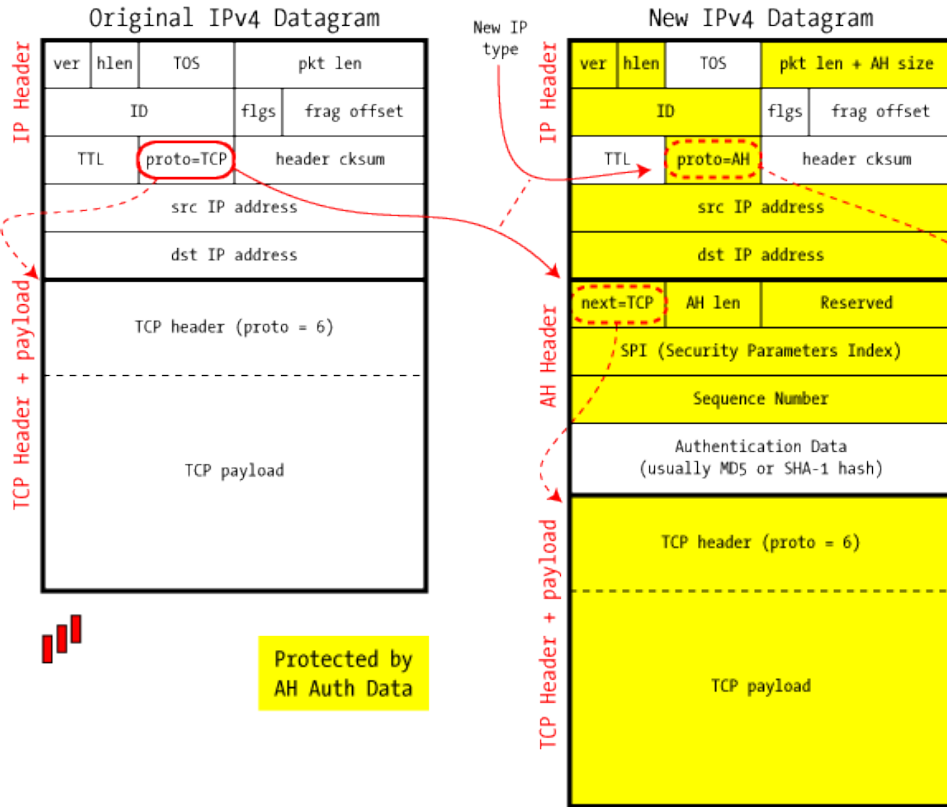 Original IPv4 Datagram
IP Header
ver hlen TOS pkt len
ID flgs frag offset
TTL proto=TCP header cksum
src IP address
dst IP address
TCP Header + payload
TCP header (proto = 6)
TCP payload
Protected by
AH Auth Data
New IP
type
New IPv4 Datagram
IP Header
ver hlen TOS pkt len + AH size
ID flgs frag offset
TTL proto=AH header cksum
src IP address
dst IP address
AH Header
next=TCP AH len Reserved
SPI (Security Parameters Index)
Sequence Number
Authentication Data
(usually MD5 or SHA-1 hash)
TCP Header + payload
TCP header (proto = 6)
TCP payload